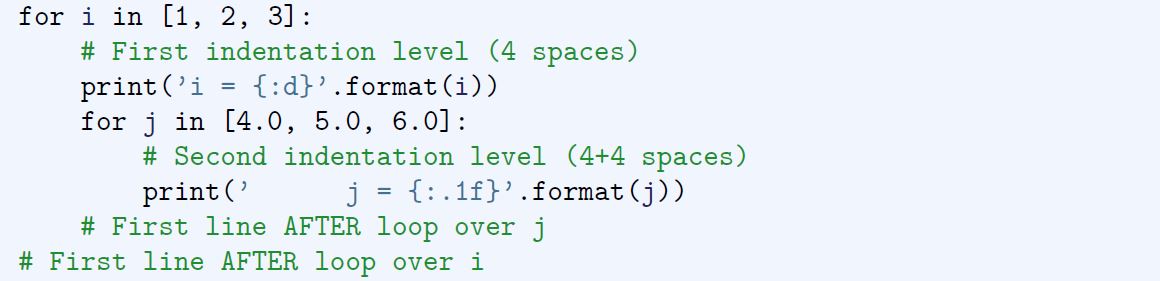 for i in [1, 2, 3]:
    # First indentation level (4 spaces)
    print('i = {:d}'.format(i))
    for j in [4.0, 5.0, 6.0]:
        # Second indentation level (4+4 spaces)
        print('      j = {:.1f}'.format(j))
    # First line AFTER loop over j
# First line AFTER loop over i